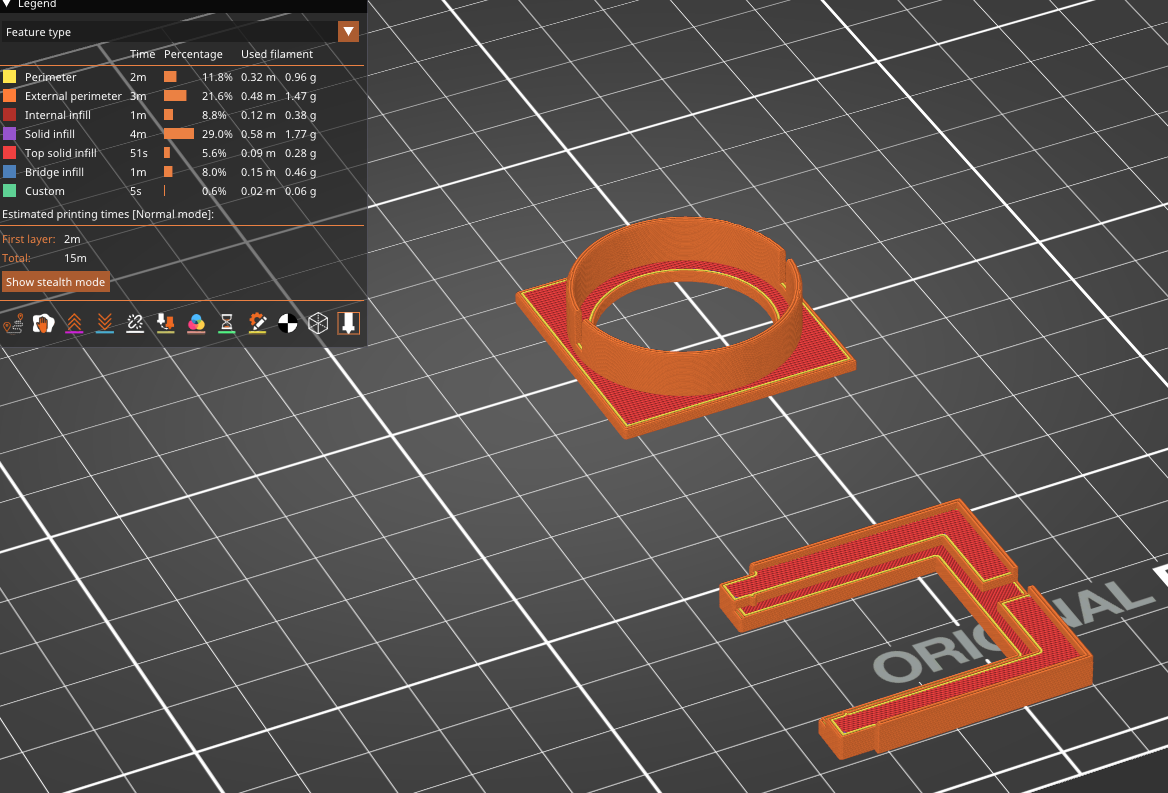 Legend
Feature type
Time Percentage Used filament
Perimeter 2m 11.8% 0.32 m 0.96 g
External perimeter 3m 21.6% 0.48 m 1.47 g
Internal infill 1m 8.8% 0.12 m 0.38 g
Solid infill 4m 29.0% 0.58 m 1.77 g
Top solid infill 51s 5.6% 0.09 m 0.28 g
Bridge infill 1m 8.0% 0.15 m 0.46 g
Custom 5s 0.6% 0.02 m 0.06 g
Estimated printing times [Normal mode]:
First layer: 2m
Total: 15m
Show stealth mode
ORIGINAL